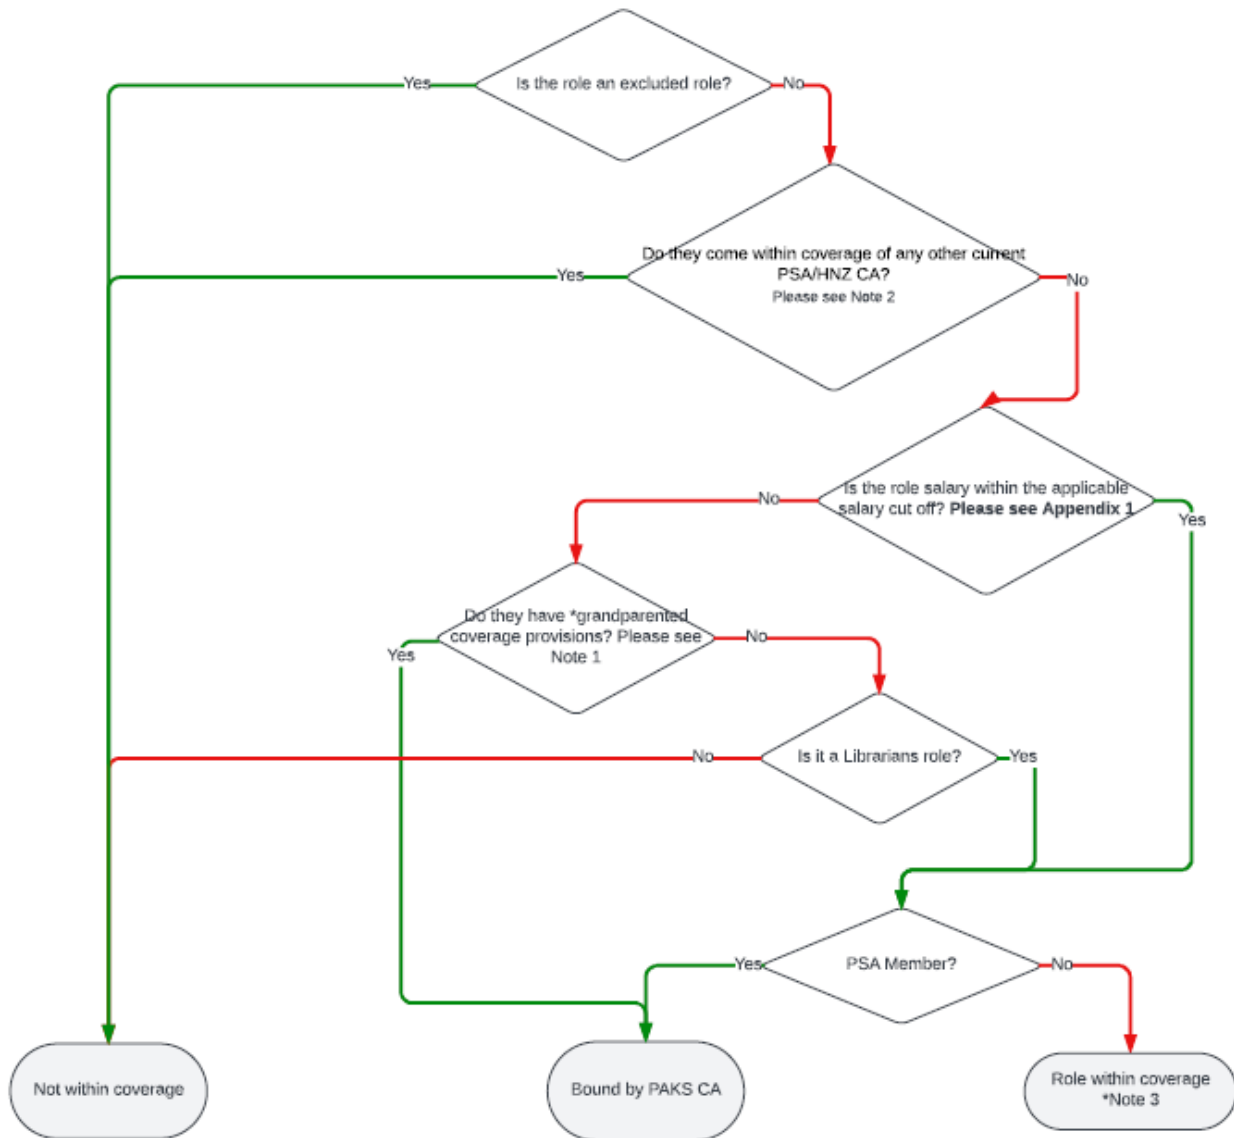 Is the role an excluded role?
Yes
No
Do they come within coverage of any other current
PSA/HNZ CA?
Please see Note 2
Yes
No
Is the role salary within the applicable
salary cut off? Please see Appendix 1
No
Yes
Do they have *grandparented
coverage provisions? Please see
Note 1
Yes
No
Is it a Librarians role?
No
Yes
PSA Member?
Yes
No
Not within coverage
Bound by PAKS CA
Role within coverage
*Note 3